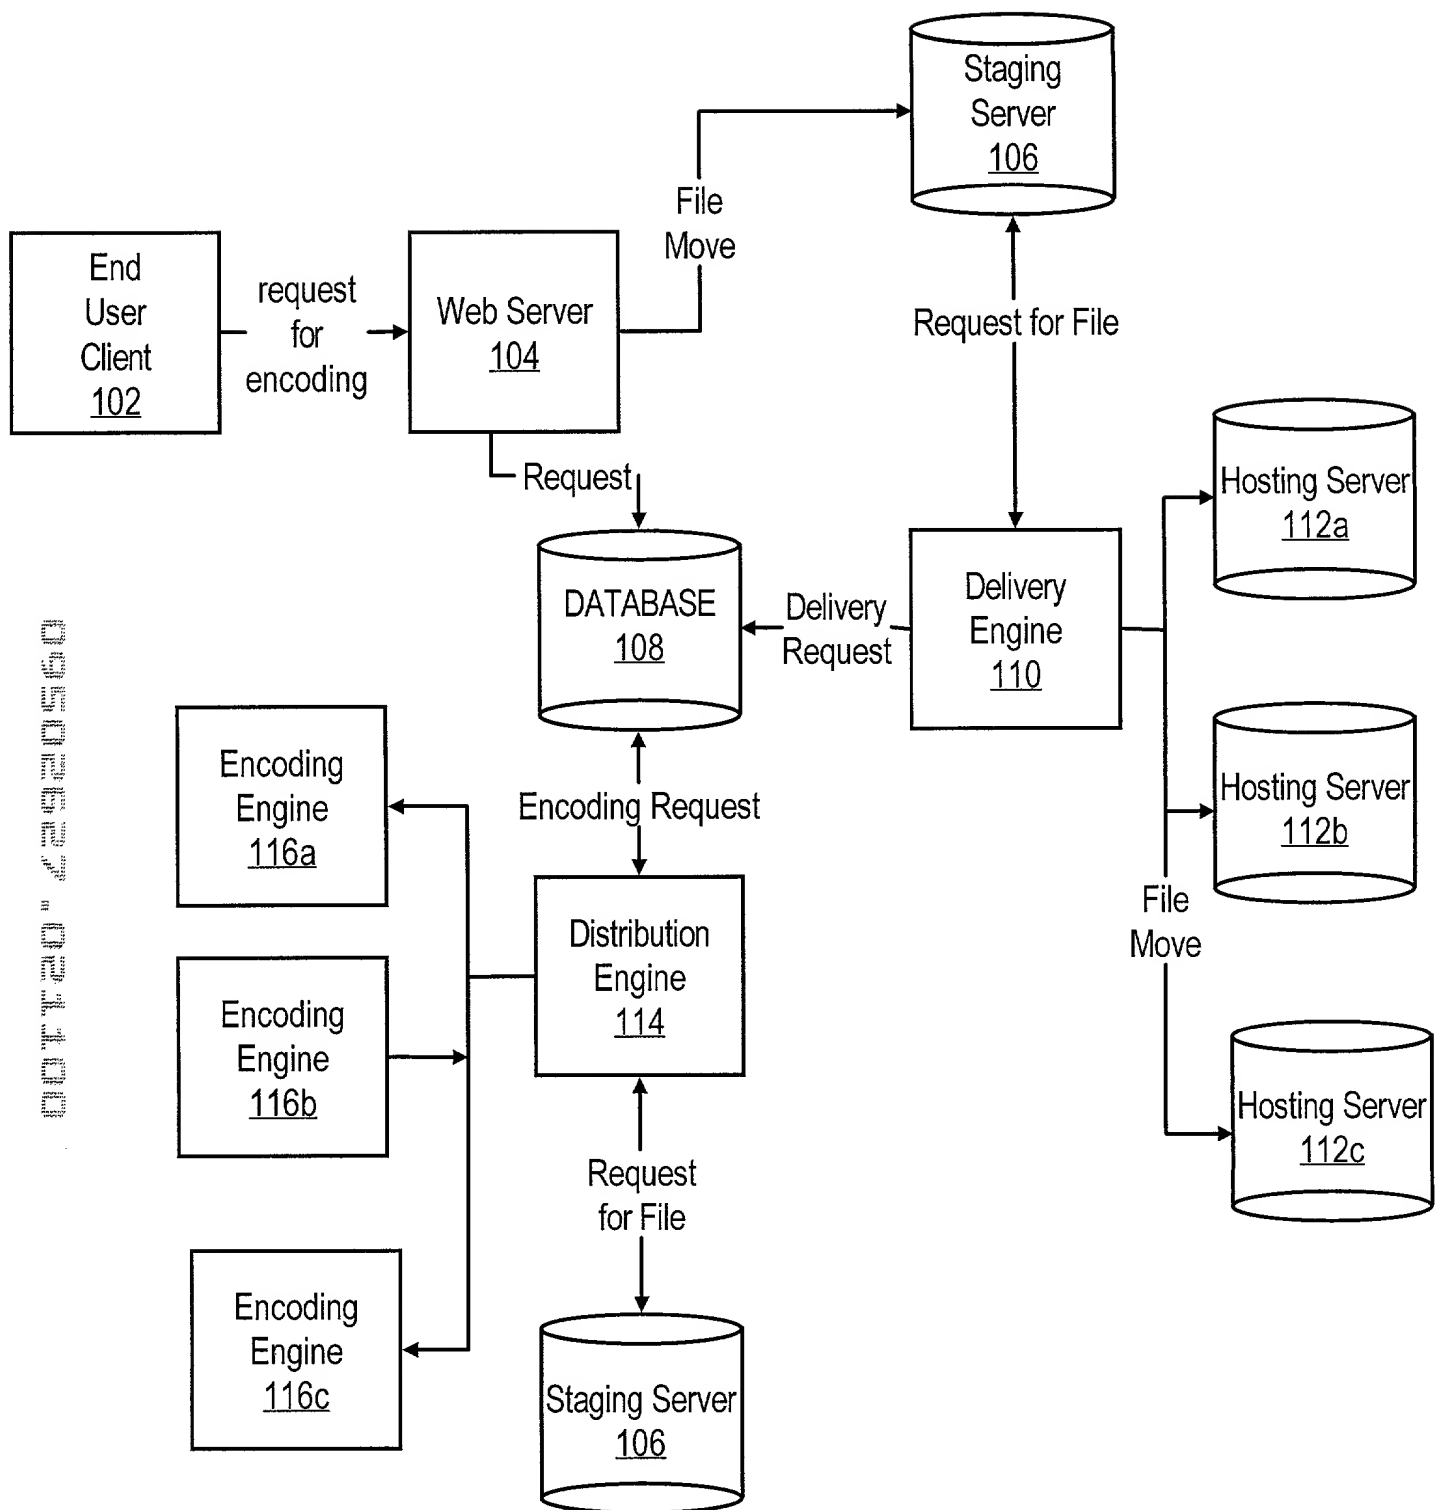 Staging
Server
106
File
Move
End
User
Client
102
request
for
encoding
Web Server
104
Request for File
Request
Hosting Server
112a
DATABASE
108
Delivery
Request
Delivery
Engine
110
Encoding
Engine
116a
Encoding Request
Hosting Server
112b
File
Move
Distribution
Engine
114
Encoding
Engine
116b
Hosting Server
112c
Request
for File
Encoding
Engine
116c
Staging Server
106